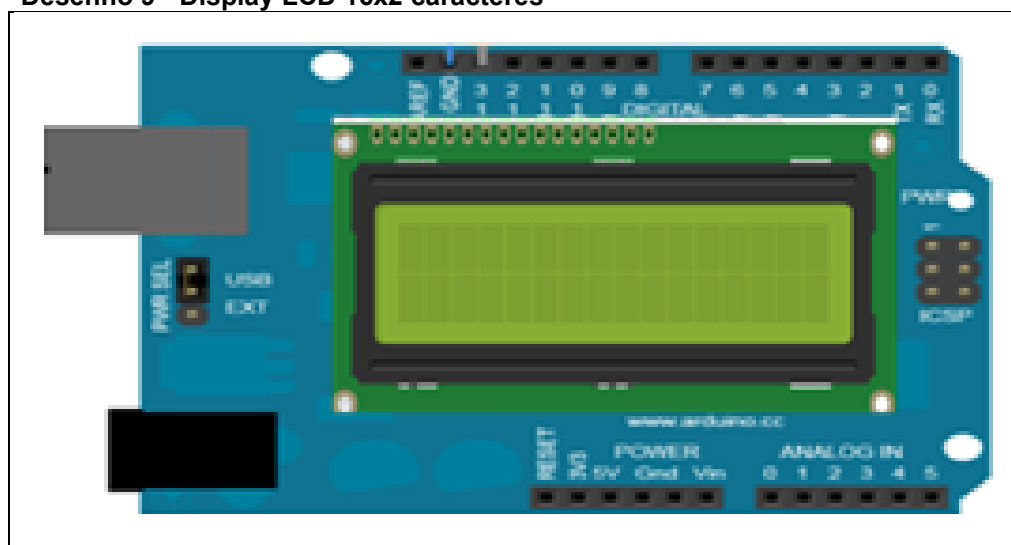 Desenho 9 - Display LCD 16x2 caracteres
AREF
GND
DIGITAL
7 6 5 4 3 2 1 0
TX
RX
PWR
1
ICSP
PWR SEL
USB
EXT
www.arduino.cc
RESET
3V3
POWER
5V Gnd Vin
ANALOG IN
0 1 2 3 4 5